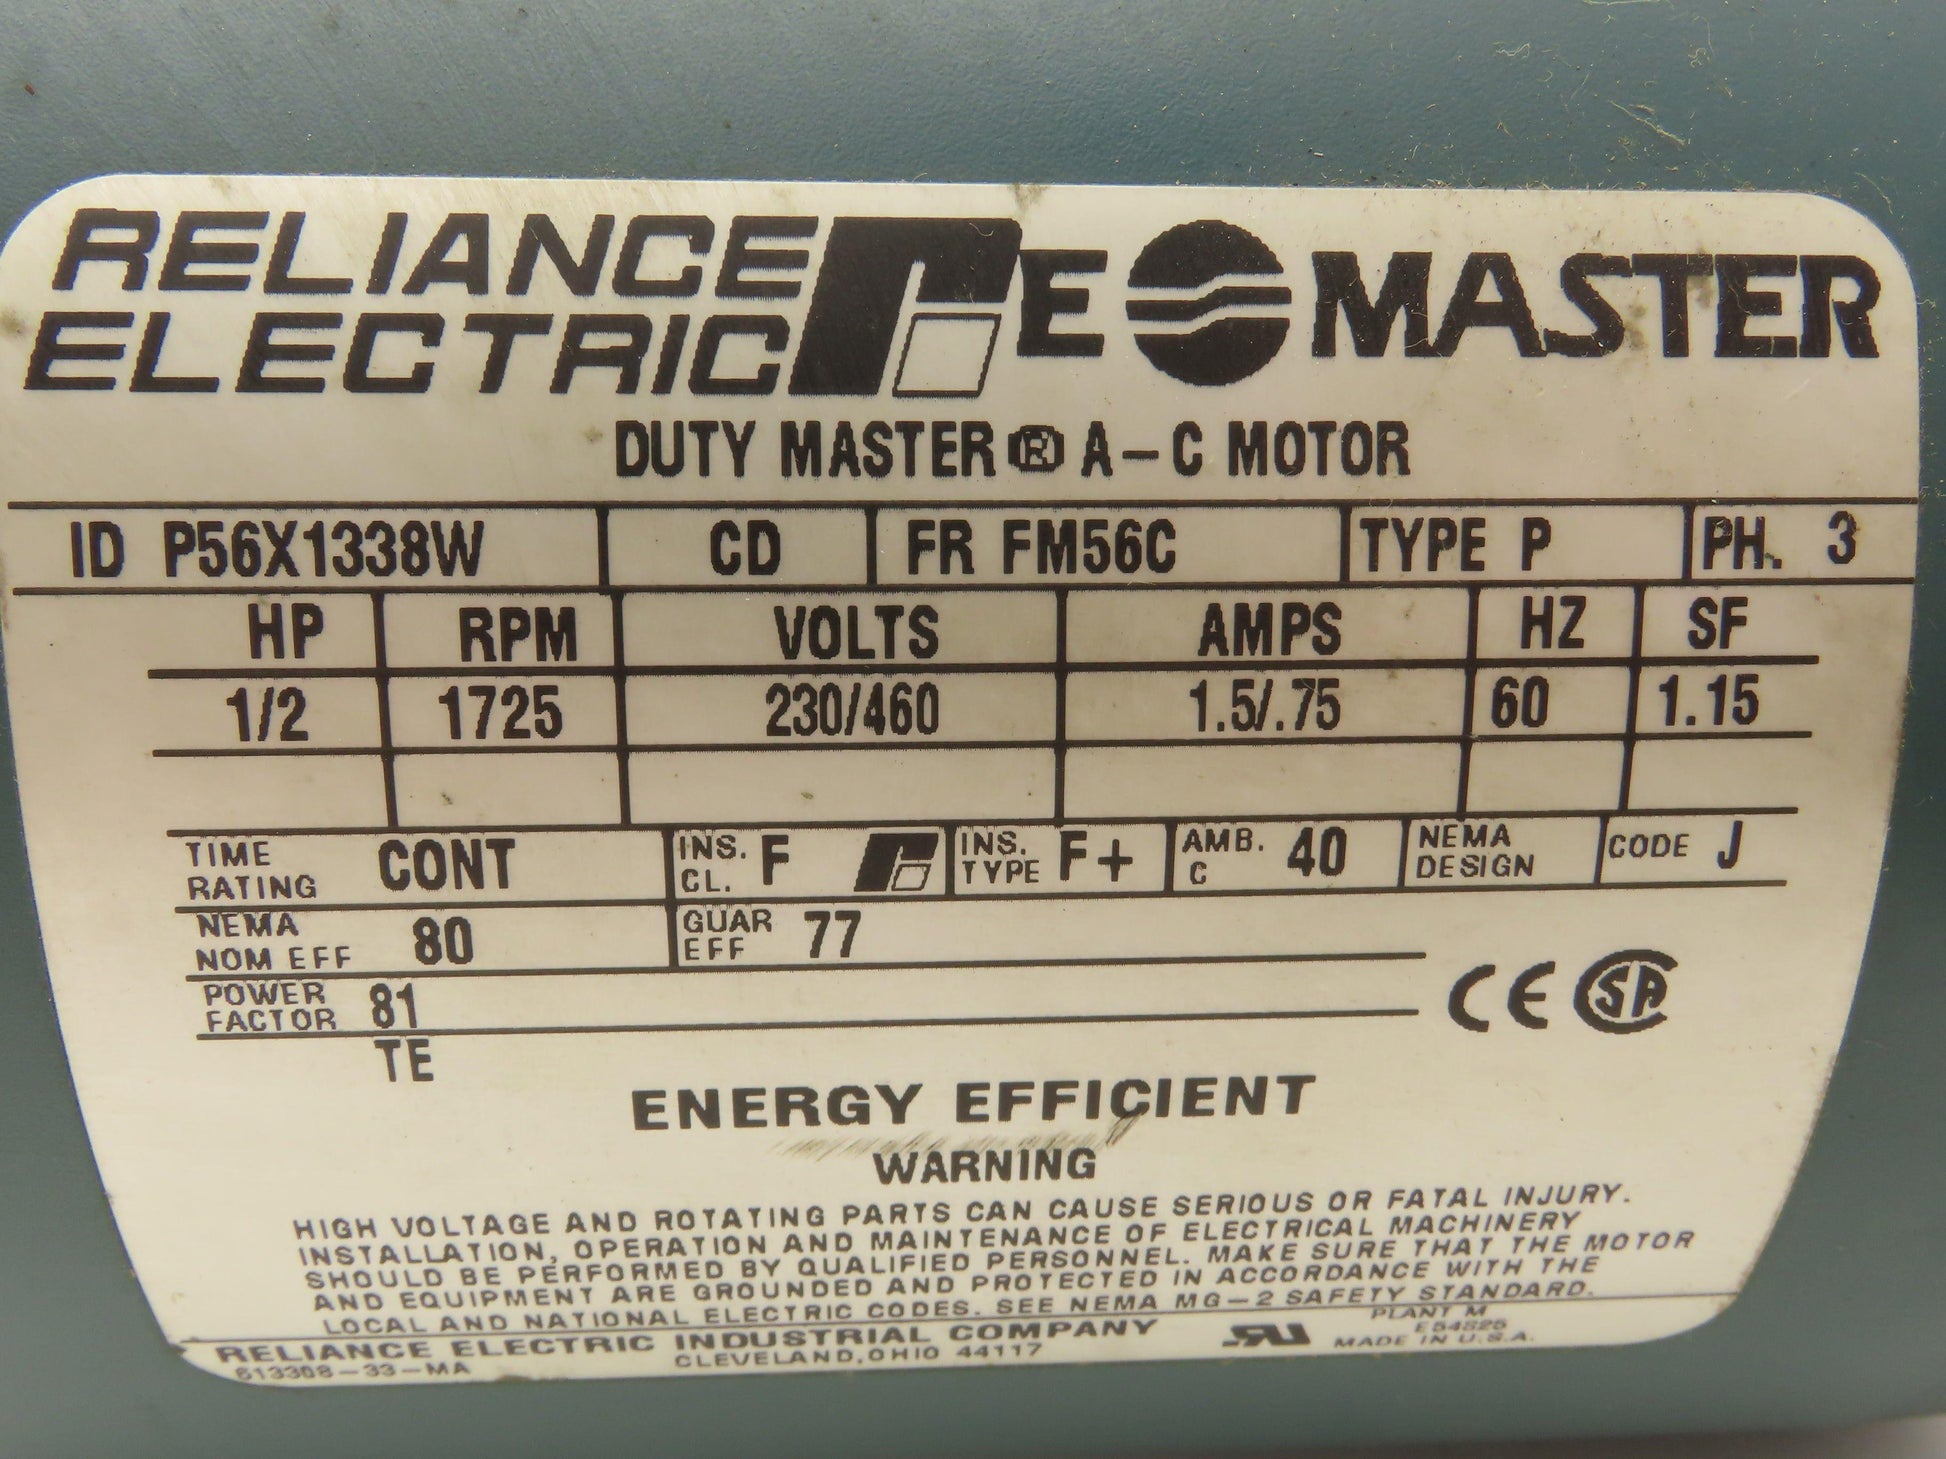 RELIANCE
ELECTRIC
E MASTER
DUTY MASTER® A-C MOTOR
ID P56X1338W CD FR FM56C TYPE P PH. 3
HP RPM VOLTS AMPS HZ SF
1/2 1725 230/460 1.5/.75 60 1.15
TIME RATING CONT INS. CL. F INS. TYPE F+ AMB. C 40 NEMA DESIGN CODE J
NEMA NOM EFF 80 GUAR EFF 77
POWER FACTOR 81
TE
CE SA
ENERGY EFFICIENT
WARNING
HIGH VOLTAGE AND ROTATING PARTS CAN CAUSE SERIOUS OR FATAL INJURY.
INSTALLATION, OPERATION AND MAINTENANCE OF ELECTRICAL MACHINERY
SHOULD BE PERFORMED BY QUALIFIED PERSONNEL. MAKE SURE THAT THE MOTOR
AND EQUIPMENT ARE GROUNDED AND PROTECTED IN ACCORDANCE WITH THE
LOCAL AND NATIONAL ELECTRIC CODES. SEE NEMA MG-2 SAFETY STANDARD.
RELIANCE ELECTRIC INDUSTRIAL COMPANY
CLEVELAND, OHIO 44117
613308-33-MA
RU
PLANT M
E54825
MADE IN U.S.A.